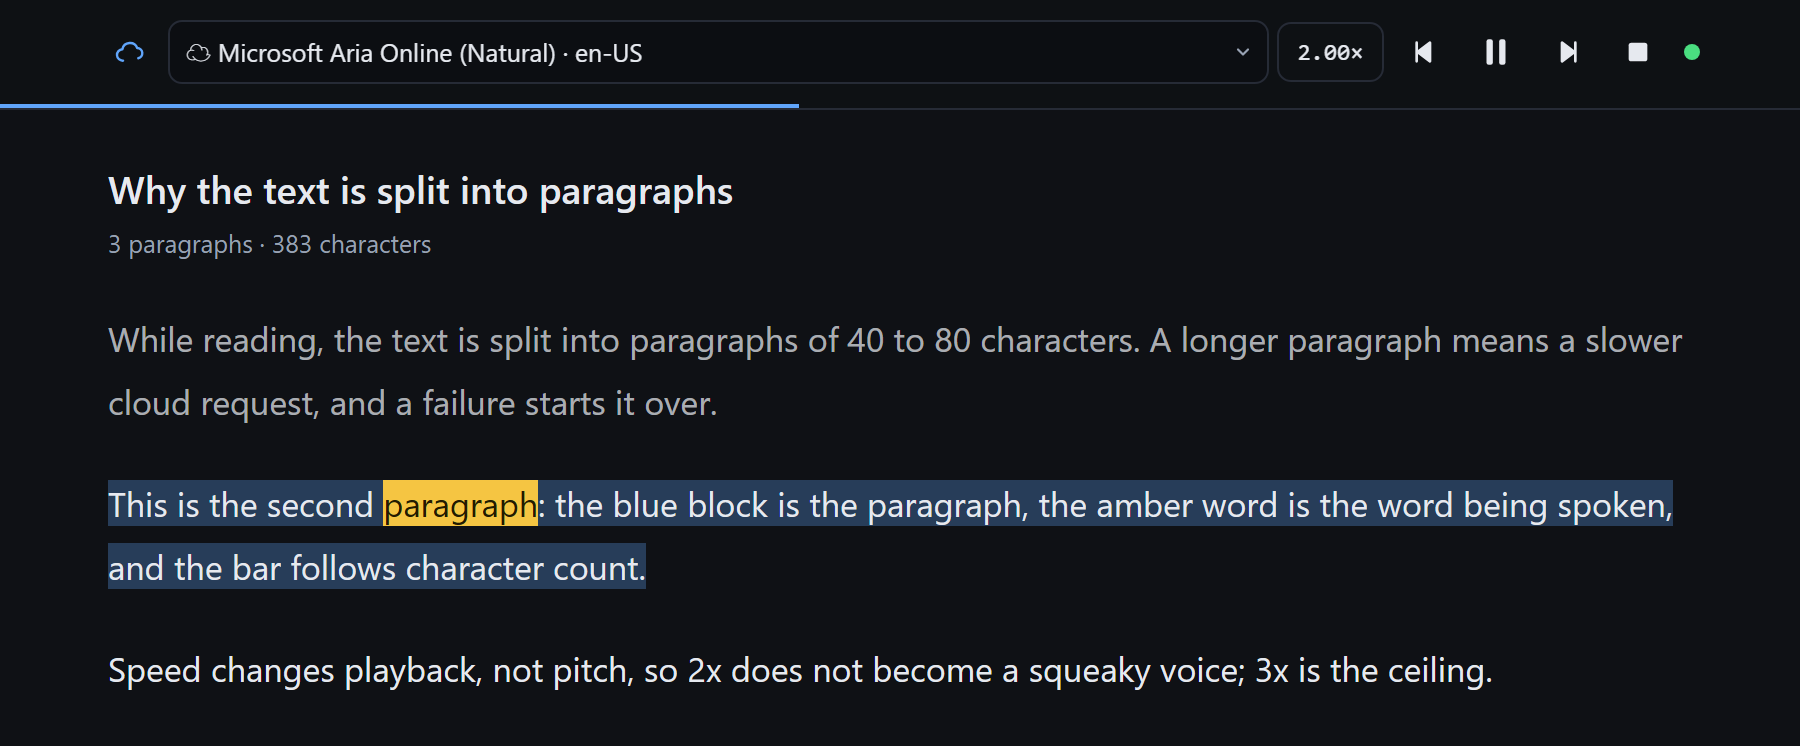 Microsoft Aria Online (Natural) · en-US
2.00×
Why the text is split into paragraphs
3 paragraphs · 383 characters
While reading, the text is split into paragraphs of 40 to 80 characters. A longer paragraph means a slower
cloud request, and a failure starts it over.
This is the second paragraph: the blue block is the paragraph, the amber word is the word being spoken,
and the bar follows character count.
Speed changes playback, not pitch, so 2x does not become a squeaky voice; 3x is the ceiling.